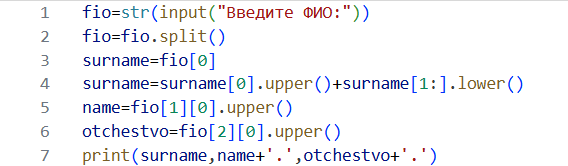 1 fio=str(input("Введите ФИО:"))
2 fio=fio.split()
3 surname=fio[0]
4 surname=surname[0].upper()+surname[1:].lower()
5 name=fio[1][0].upper()
6 otchestvo=fio[2][0].upper()
7 print(surname,name+'.',otchestvo+'.')